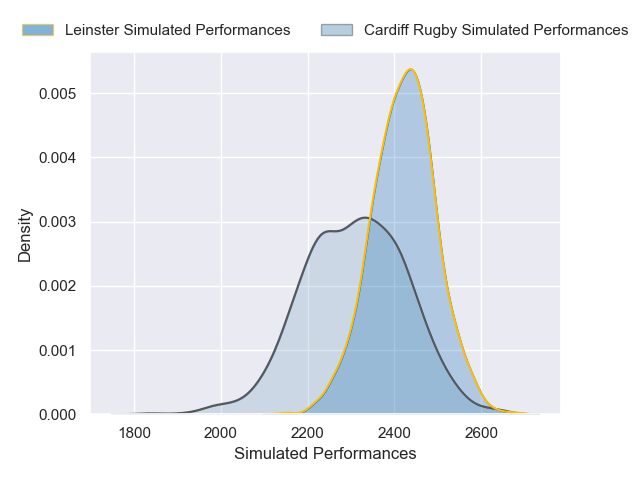 Leinster Simulated Performances Cardiff Rugby Simulated Performances
0.005
0.004
0.003
0.002
0.001
0.000
Density
1800 2000 2200 2400 2600
Simulated Performances